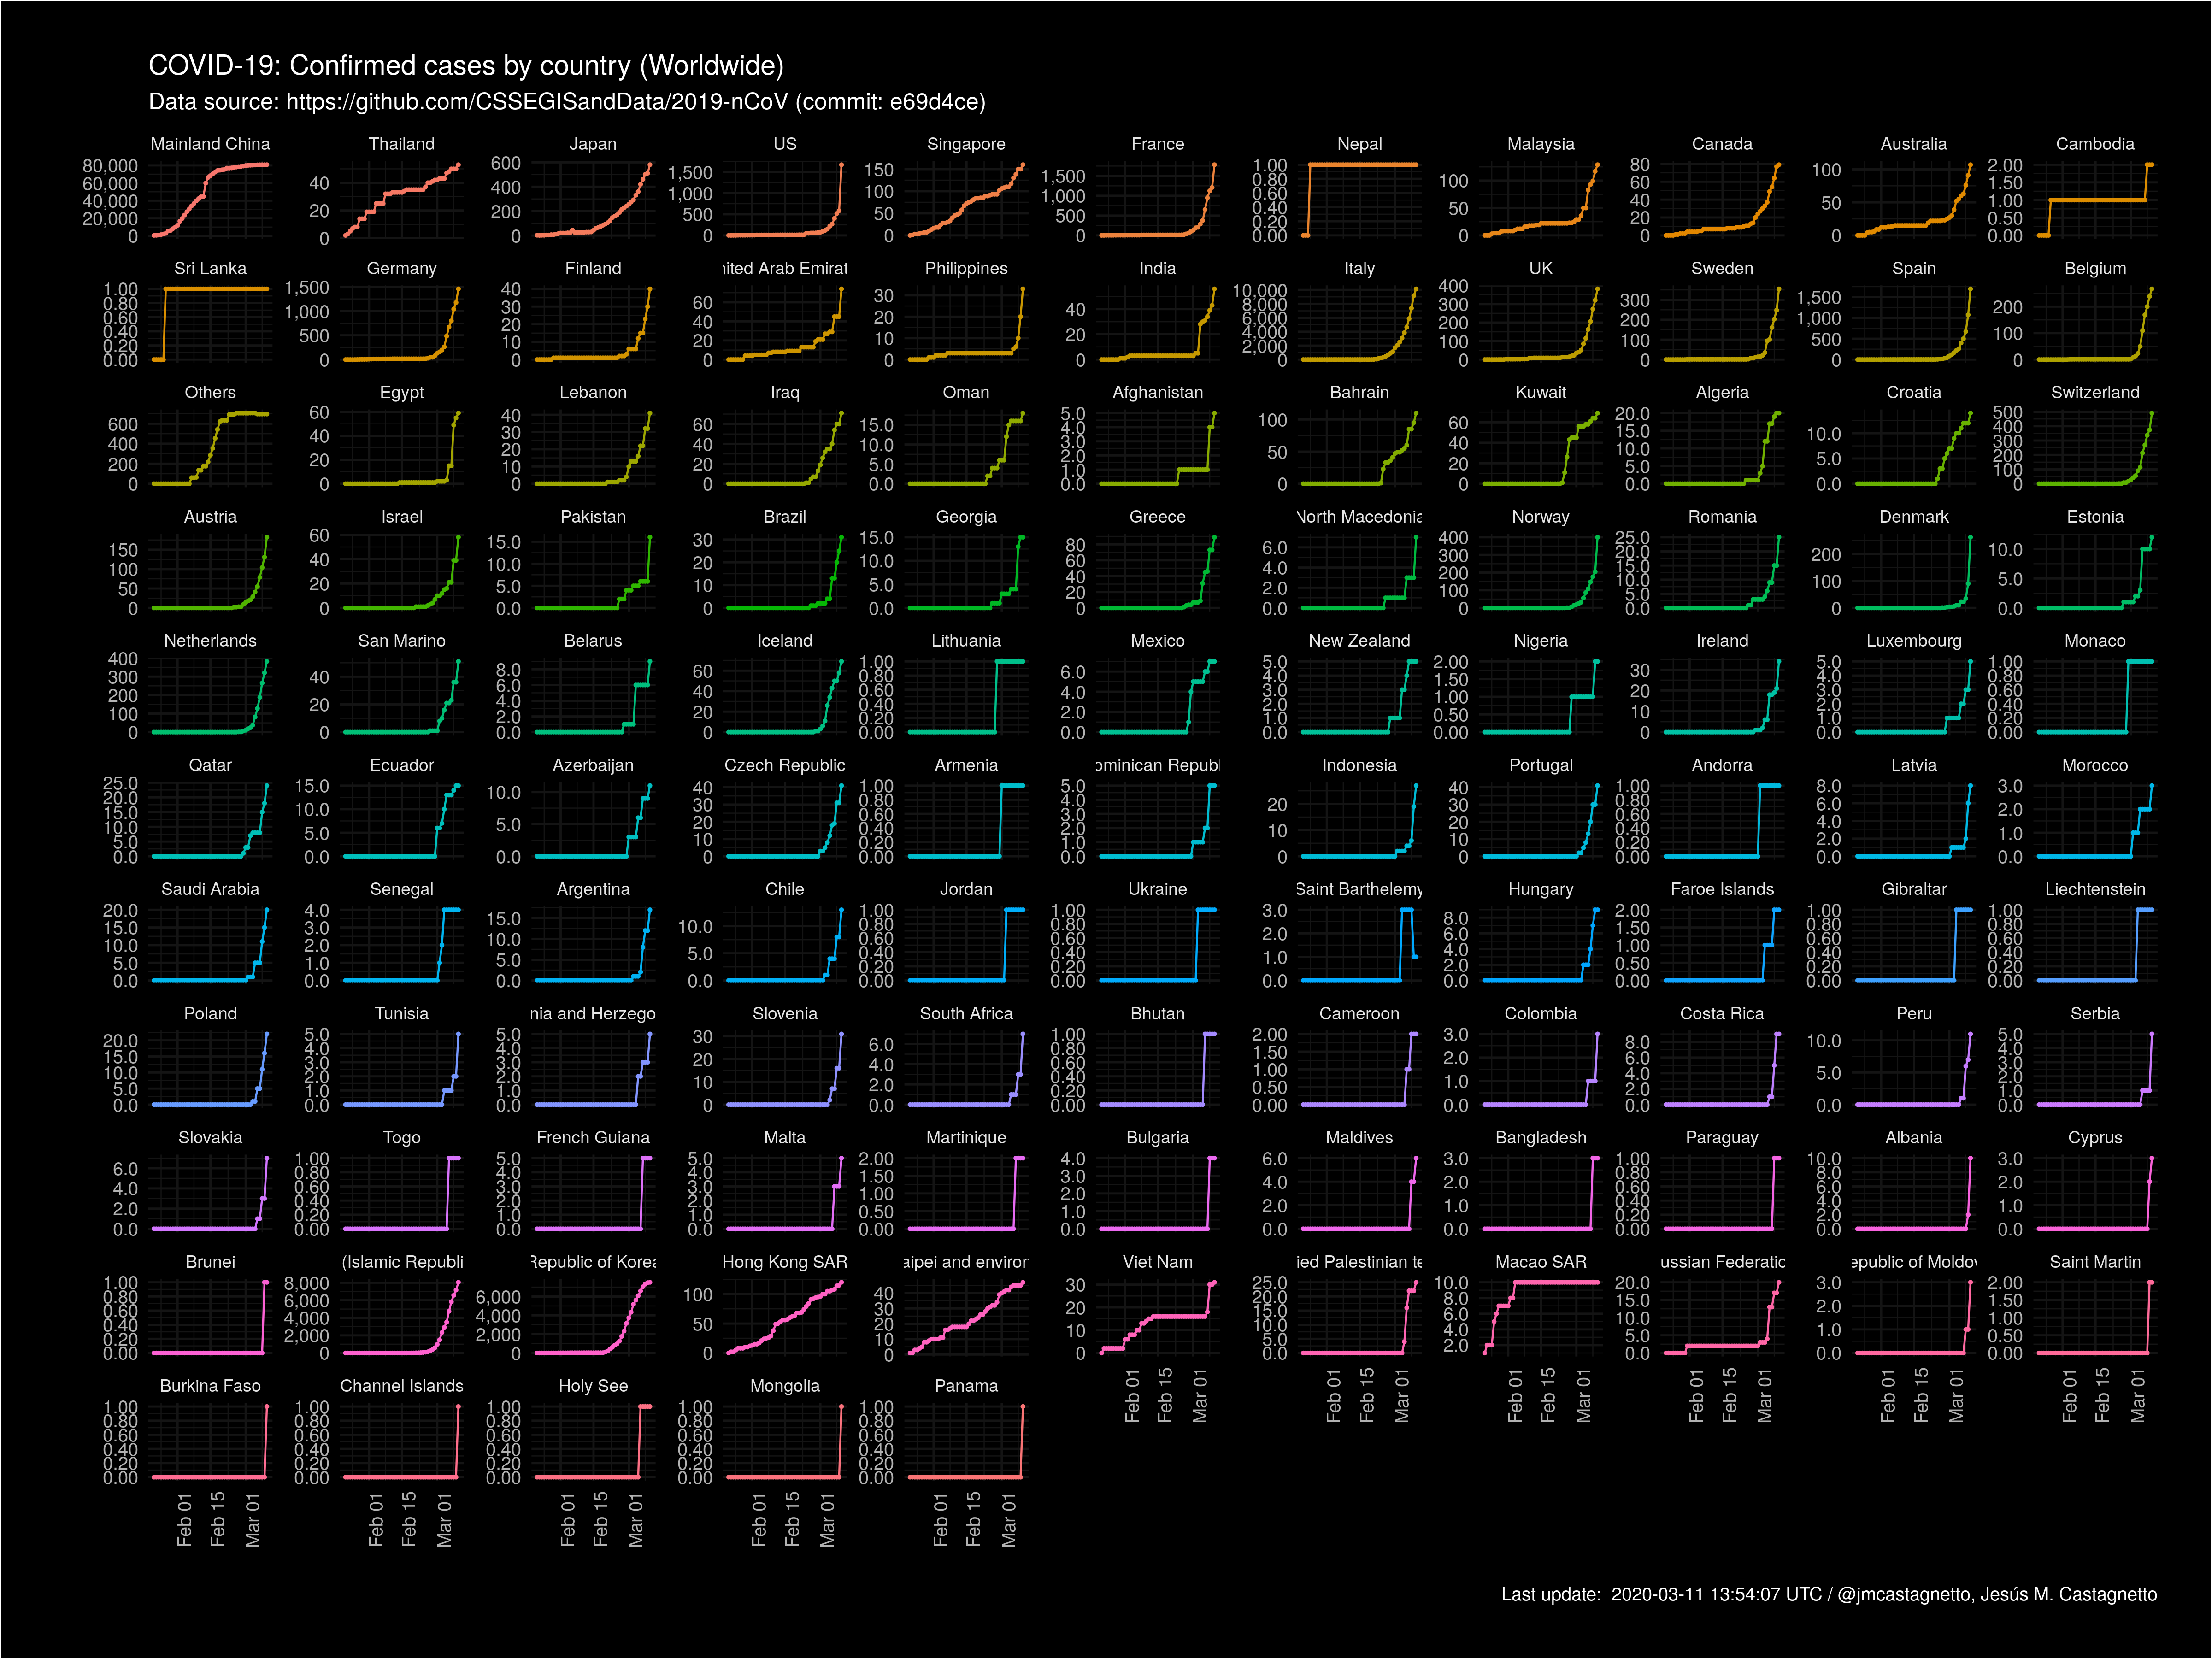 COVID-19: Confirmed cases by country (Worldwide)
Data source: https://github.com/CSSEGISandData/2019-nCoV (commit: e69d4ce)
Mainland China Thailand Japan US Singapore France Nepal Malaysia Canada Australia Cambodia
80,000 60,000 40,000 20,000 0
40 20 0
600 400 200 0
1,500 1,000 500 0
150 100 50 0
1,500 1,000 500 0
1.00 0.80 0.60 0.40 0.20 0.00
100 50 0
80 60 40 20 0
100 50 0
2.00 1.50 1.00 0.50 0.00
Sri Lanka Germany Finland nited Arab Emirat Philippines India Italy UK Sweden Spain Belgium
1.00 0.80 0.60 0.40 0.20 0.00
1,500 1,000 500 0
40 30 20 10 0
60 40 20 0
30 20 10 0
40 20 0
10,000 8,000 6,000 4,000 2,000 0
400 300 200 100 0
300 200 100 0
1,500 1,000 500 0
200 100 0
Others Egypt Lebanon Iraq Oman Afghanistan Bahrain Kuwait Algeria Croatia Switzerland
600 400 200 0
60 40 20 0
40 30 20 10 0
60 40 20 0
15.0 10.0 5.0 0.0
5.0 4.0 3.0 2.0 1.0 0.0
100 50 0
60 40 20 0
20.0 15.0 10.0 5.0 0.0
10.0 5.0 0.0
500 400 300 200 100 0
Austria Israel Pakistan Brazil Georgia Greece North Macedonia Norway Romania Denmark Estonia
150 100 50 0
60 40 20 0
15.0 10.0 5.0 0.0
30 20 10 0
15.0 10.0 5.0 0.0
80 60 40 20 0
6.0 4.0 2.0 0.0
400 300 200 100 0
25.0 20.0 15.0 10.0 5.0 0.0
200 100 0
10.0 5.0 0.0
Netherlands San Marino Belarus Iceland Lithuania Mexico New Zealand Nigeria Ireland Luxembourg Monaco
400 300 200 100 0
40 20 0
8.0 6.0 4.0 2.0 0.0
60 40 20 0
1.00 0.80 0.60 0.40 0.20 0.00
6.0 4.0 2.0 0.0
5.0 4.0 3.0 2.0 1.0 0.0
2.00 1.50 1.00 0.50 0.00
30 20 10 0
5.0 4.0 3.0 2.0 1.0 0.0
1.00 0.80 0.60 0.40 0.20 0.00
Qatar Ecuador Azerbaijan Czech Republic Armenia ominican Republ Indonesia Portugal Andorra Latvia Morocco
25.0 20.0 15.0 10.0 5.0 0.0
15.0 10.0 5.0 0.0
10.0 5.0 0.0
40 30 20 10 0
1.00 0.80 0.60 0.40 0.20 0.00
5.0 4.0 3.0 2.0 1.0 0.0
20 10 0
40 30 20 10 0
1.00 0.80 0.60 0.40 0.20 0.00
8.0 6.0 4.0 2.0 0.0
3.0 2.0 1.0 0.0
Saudi Arabia Senegal Argentina Chile Jordan Ukraine Saint Barthelemy Hungary Faroe Islands Gibraltar Liechtenstein
20.0 15.0 10.0 5.0 0.0
4.0 3.0 2.0 1.0 0.0
15.0 10.0 5.0 0.0
10.0 5.0 0.0
1.00 0.80 0.60 0.40 0.20 0.00
1.00 0.80 0.60 0.40 0.20 0.00
3.0 2.0 1.0 0.0
8.0 6.0 4.0 2.0 0.0
2.00 1.50 1.00 0.50 0.00
1.00 0.80 0.60 0.40 0.20 0.00
1.00 0.80 0.60 0.40 0.20 0.00
Poland Tunisia nia and Herzego Slovenia South Africa Bhutan Cameroon Colombia Costa Rica Peru Serbia
20.0 15.0 10.0 5.0 0.0
5.0 4.0 3.0 2.0 1.0 0.0
5.0 4.0 3.0 2.0 1.0 0.0
30 20 10 0
6.0 4.0 2.0 0.0
1.00 0.80 0.60 0.40 0.20 0.00
2.00 1.50 1.00 0.50 0.00
3.0 2.0 1.0 0.0
8.0 6.0 4.0 2.0 0.0
10.0 5.0 0.0
5.0 4.0 3.0 2.0 1.0 0.0
Slovakia Togo French Guiana Malta Martinique Bulgaria Maldives Bangladesh Paraguay Albania Cyprus
6.0 4.0 2.0 0.0
1.00 0.80 0.60 0.40 0.20 0.00
5.0 4.0 3.0 2.0 1.0 0.0
5.0 4.0 3.0 2.0 1.0 0.0
2.00 1.50 1.00 0.50 0.00
4.0 3.0 2.0 1.0 0.0
6.0 4.0 2.0 0.0
3.0 2.0 1.0 0.0
1.00 0.80 0.60 0.40 0.20 0.00
10.0 8.0 6.0 4.0 2.0 0.0
3.0 2.0 1.0 0.0
Brunei (Islamic Republi Republic of Korea Hong Kong SAR aipei and environ Viet Nam ied Palestinian te Macao SAR ussian Federatio epublic of Moldov Saint Martin
1.00 0.80 0.60 0.40 0.20 0.00
8,000 6,000 4,000 2,000 0
6,000 4,000 2,000 0
100 50 0
40 30 20 10 0
30 20 10 0
25.0 20.0 15.0 10.0 5.0 0.0
10.0 8.0 6.0 4.0 2.0
20.0 15.0 10.0 5.0 0.0
3.0 2.0 1.0 0.0
2.00 1.50 1.00 0.50 0.00
Feb 01 Feb 15 Mar 01
Feb 01 Feb 15 Mar 01
Feb 01 Feb 15 Mar 01
Feb 01 Feb 15 Mar 01
Feb 01 Feb 15 Mar 01
Feb 01 Feb 15 Mar 01
Burkina Faso Channel Islands Holy See Mongolia Panama
1.00 0.80 0.60 0.40 0.20 0.00
1.00 0.80 0.60 0.40 0.20 0.00
1.00 0.80 0.60 0.40 0.20 0.00
1.00 0.80 0.60 0.40 0.20 0.00
1.00 0.80 0.60 0.40 0.20 0.00
Feb 01 Feb 15 Mar 01
Feb 01 Feb 15 Mar 01
Feb 01 Feb 15 Mar 01
Feb 01 Feb 15 Mar 01
Feb 01 Feb 15 Mar 01
Last update:  2020-03-11 13:54:07 UTC / @jmcastagnetto, Jesús M. Castagnetto